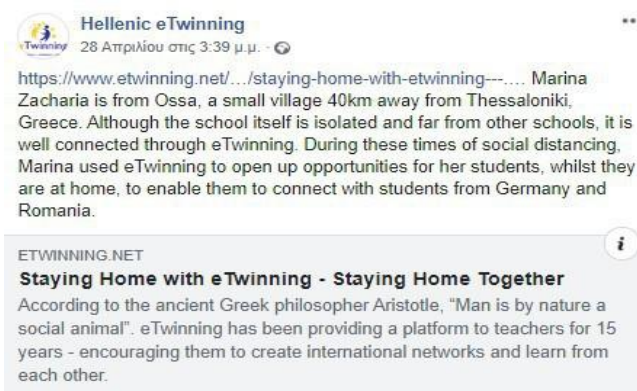 Hellenic eTwinning
eTwinning
28 Απριλίου στις 3:39 μ.μ. ·
https://www.etwinning.net/…/staying-home-with-etwinning---…. Marina
Zacharia is from Ossa, a small village 40km away from Thessaloniki,
Greece. Although the school itself is isolated and far from other schools, it is
well connected through eTwinning. During these times of social distancing,
Marina used eTwinning to open up opportunities for her students, whilst they
are at home, to enable them to connect with students from Germany and
Romania.
ETWINNING.NET
Staying Home with eTwinning - Staying Home Together
According to the ancient Greek philosopher Aristotle, “Man is by nature a
social animal”. eTwinning has been providing a platform to teachers for 15
years - encouraging them to create international networks and learn from
each other.